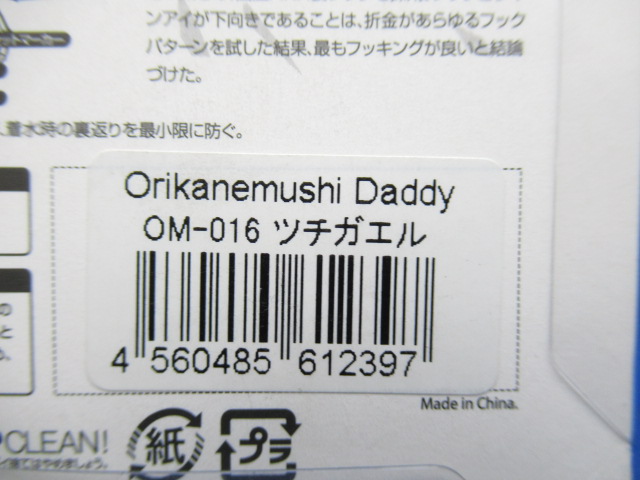 ンアイが下向きであることは、折金があらゆるフック
パターンを試した結果、最もフッキングが良いと結論
づけた。
着水時の裏返りを最小限に防ぐ。
Orikanemushi Daddy
OM-016 ツチガエル
4 560485 612397
Made in China.
CLEAN!
紙
プラ